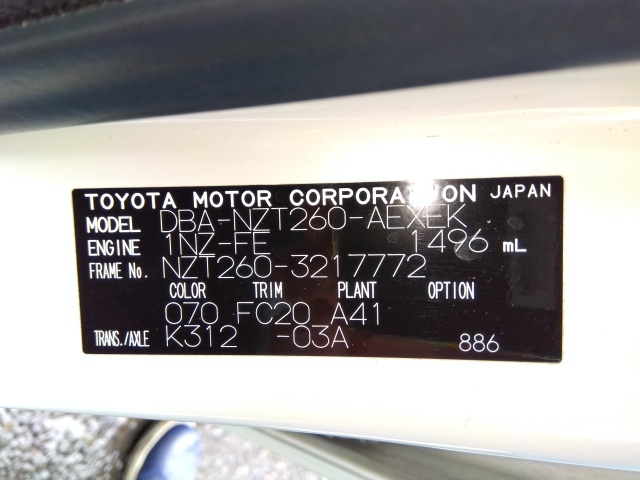 TOYOTA MOTOR CORPORATION JAPAN
MODEL DBA-NZT260-AEXEK
ENGINE 1NZ-FE 1496 mL
FRAME No. NZT260-3217772
COLOR TRIM PLANT OPTION
070 FC20 A41
TRANS./AXLE K312 -03A 886